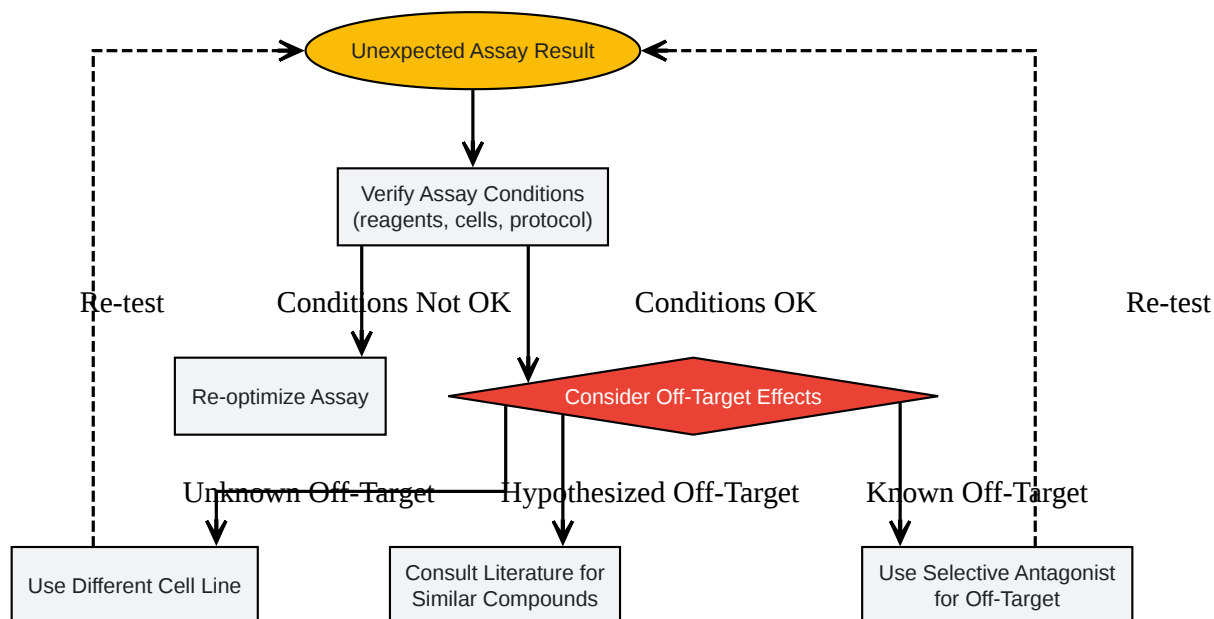 Unexpected Assay Result
Verify Assay Conditions
(reagents, cells, protocol)
Re-test
Conditions Not OK
Conditions OK
Re-test
Re-optimize Assay
Consider Off-Target Effects
Unknown Off-Target
Hypothesized Off-Target
Known Off-Target
Use Different Cell Line
Consult Literature for
Similar Compounds
Use Selective Antagonist
for Off-Target